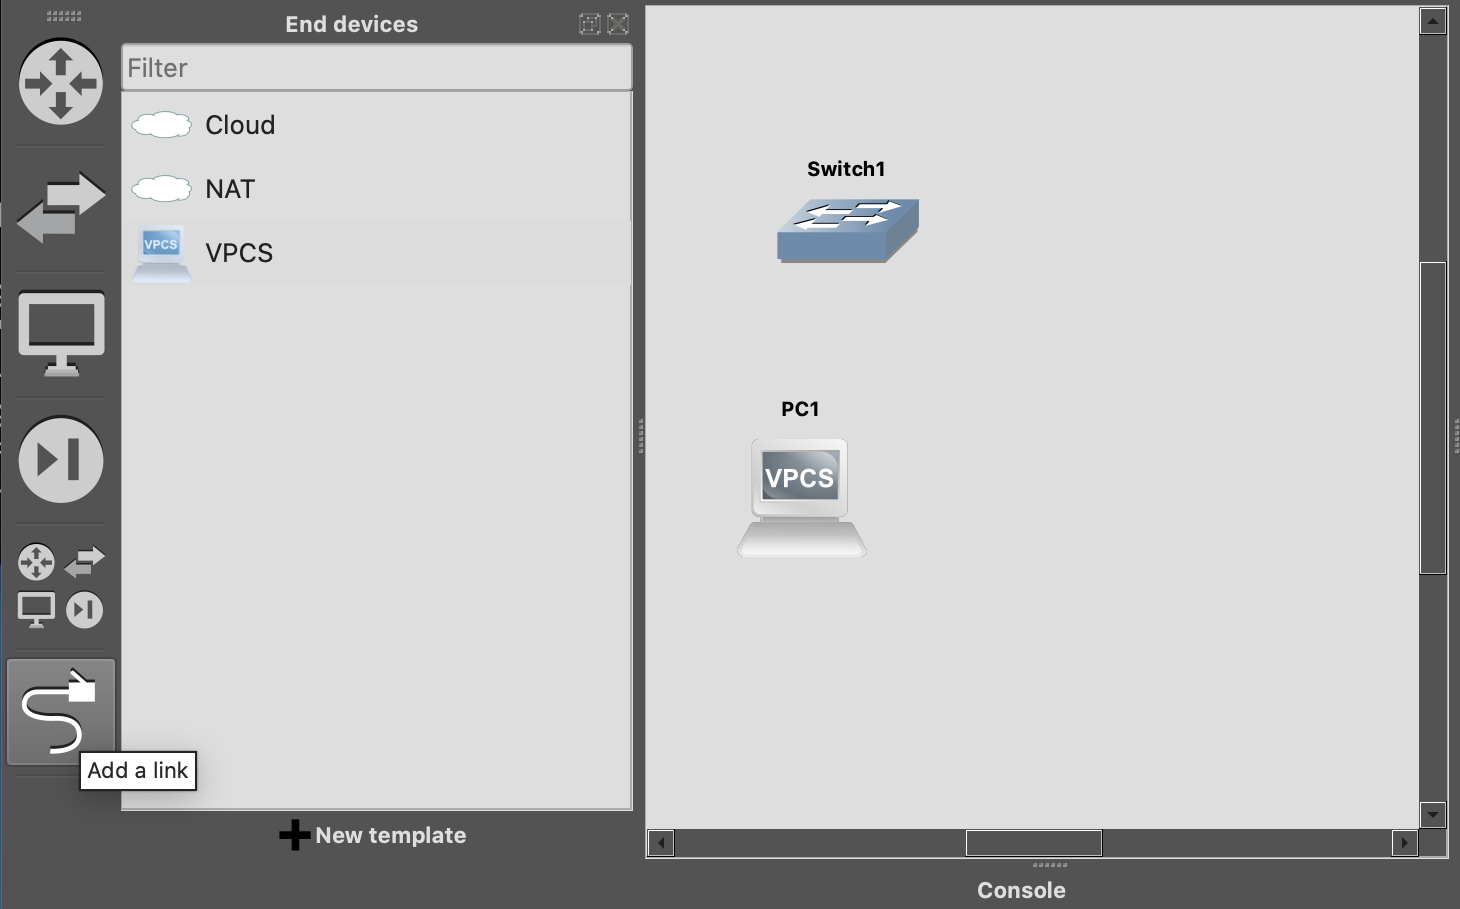 End devices
Filter
Cloud
NAT
VPCS
VPCS
Add a link
New template
Switch1
PC1
VPCS
Console